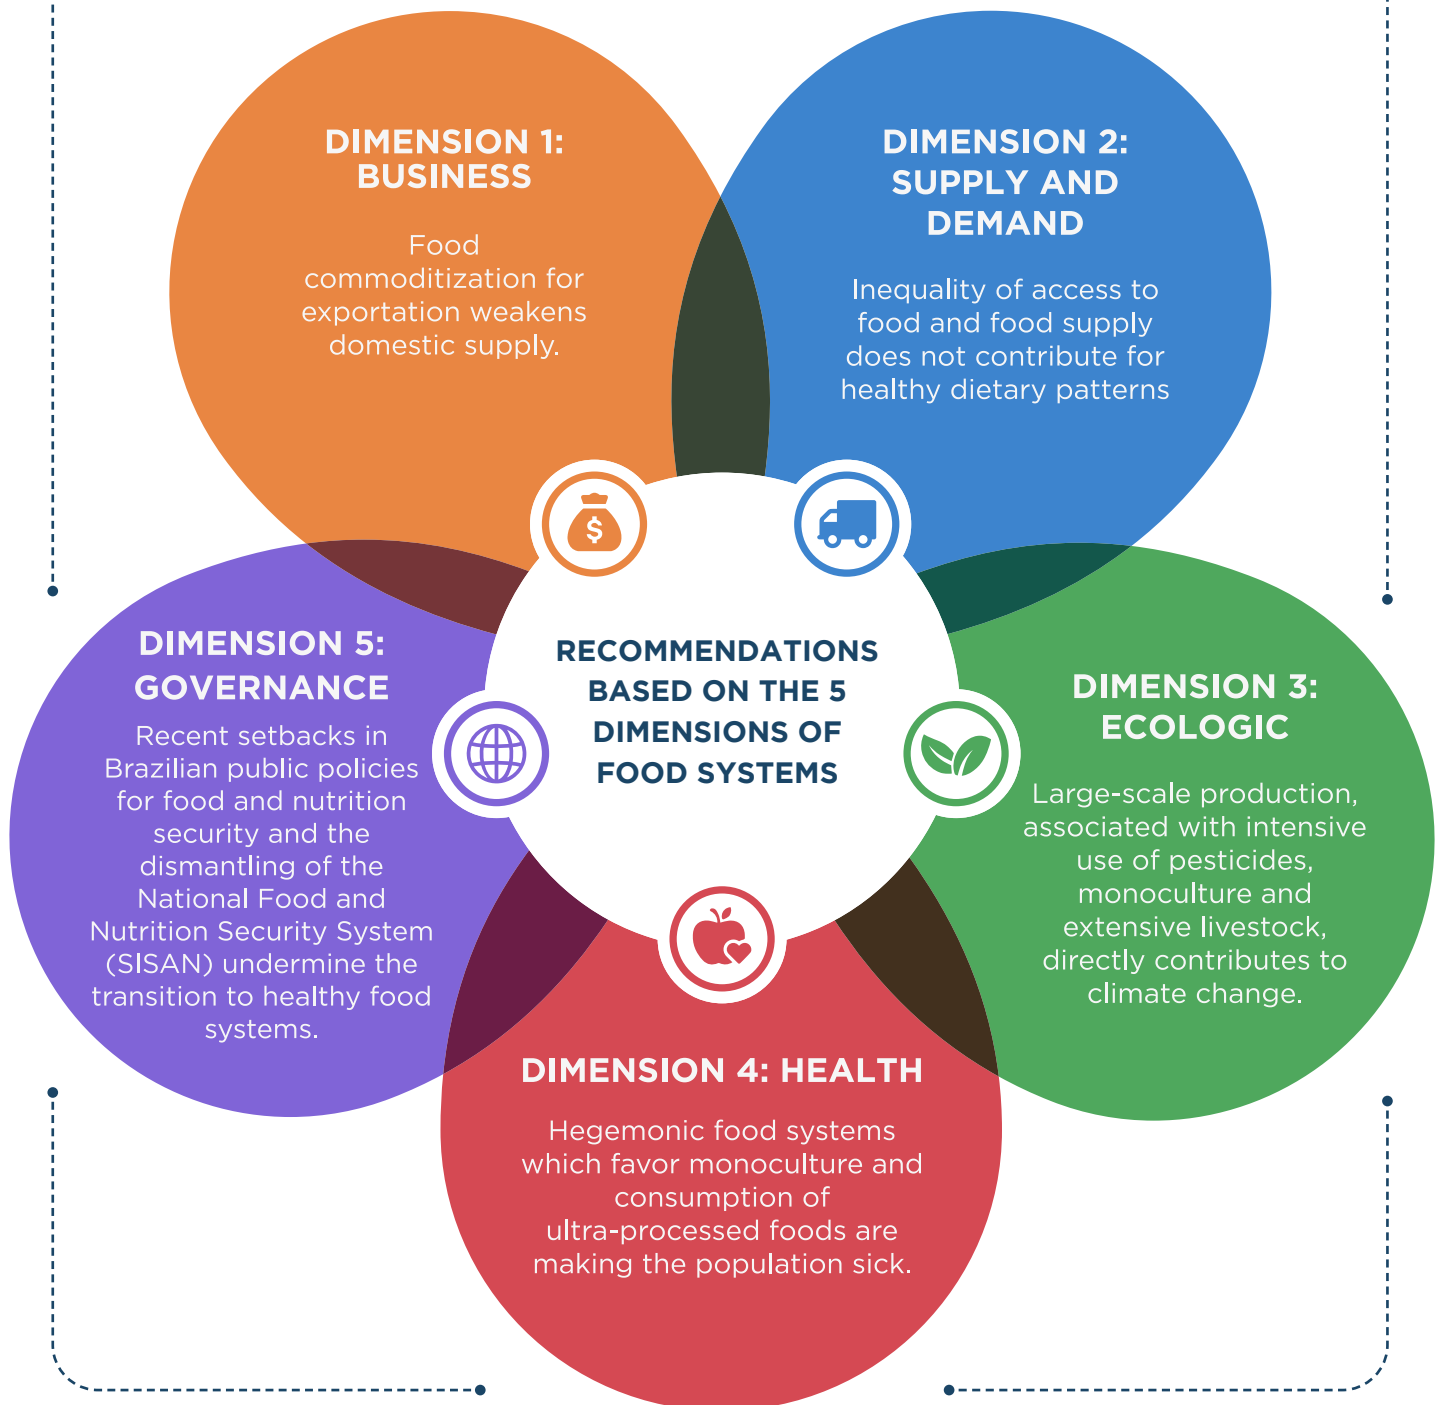 DIMENSION 1:
BUSINESS
Food
commoditization for
exportation weakens
domestic supply.
DIMENSION 2:
SUPPLY AND
DEMAND
Inequality of access to
food and food supply
does not contribute for
healthy dietary patterns
$
RECOMMENDATIONS
BASED ON THE 5
DIMENSIONS OF
FOOD SYSTEMS
DIMENSION 3:
ECOLOGIC
Large-scale production,
associated with intensive
use of pesticides,
monoculture and
extensive livestock,
directly contributes to
climate change.
DIMENSION 4: HEALTH
Hegemonic food systems
which favor monoculture and
consumption of
ultra-processed foods are
making the population sick.
DIMENSION 5:
GOVERNANCE
Recent setbacks in
Brazilian public policies
for food and nutrition
security and the
dismantling of the
National Food and
Nutrition Security System
(SISAN) undermine the
transition to healthy food
systems.